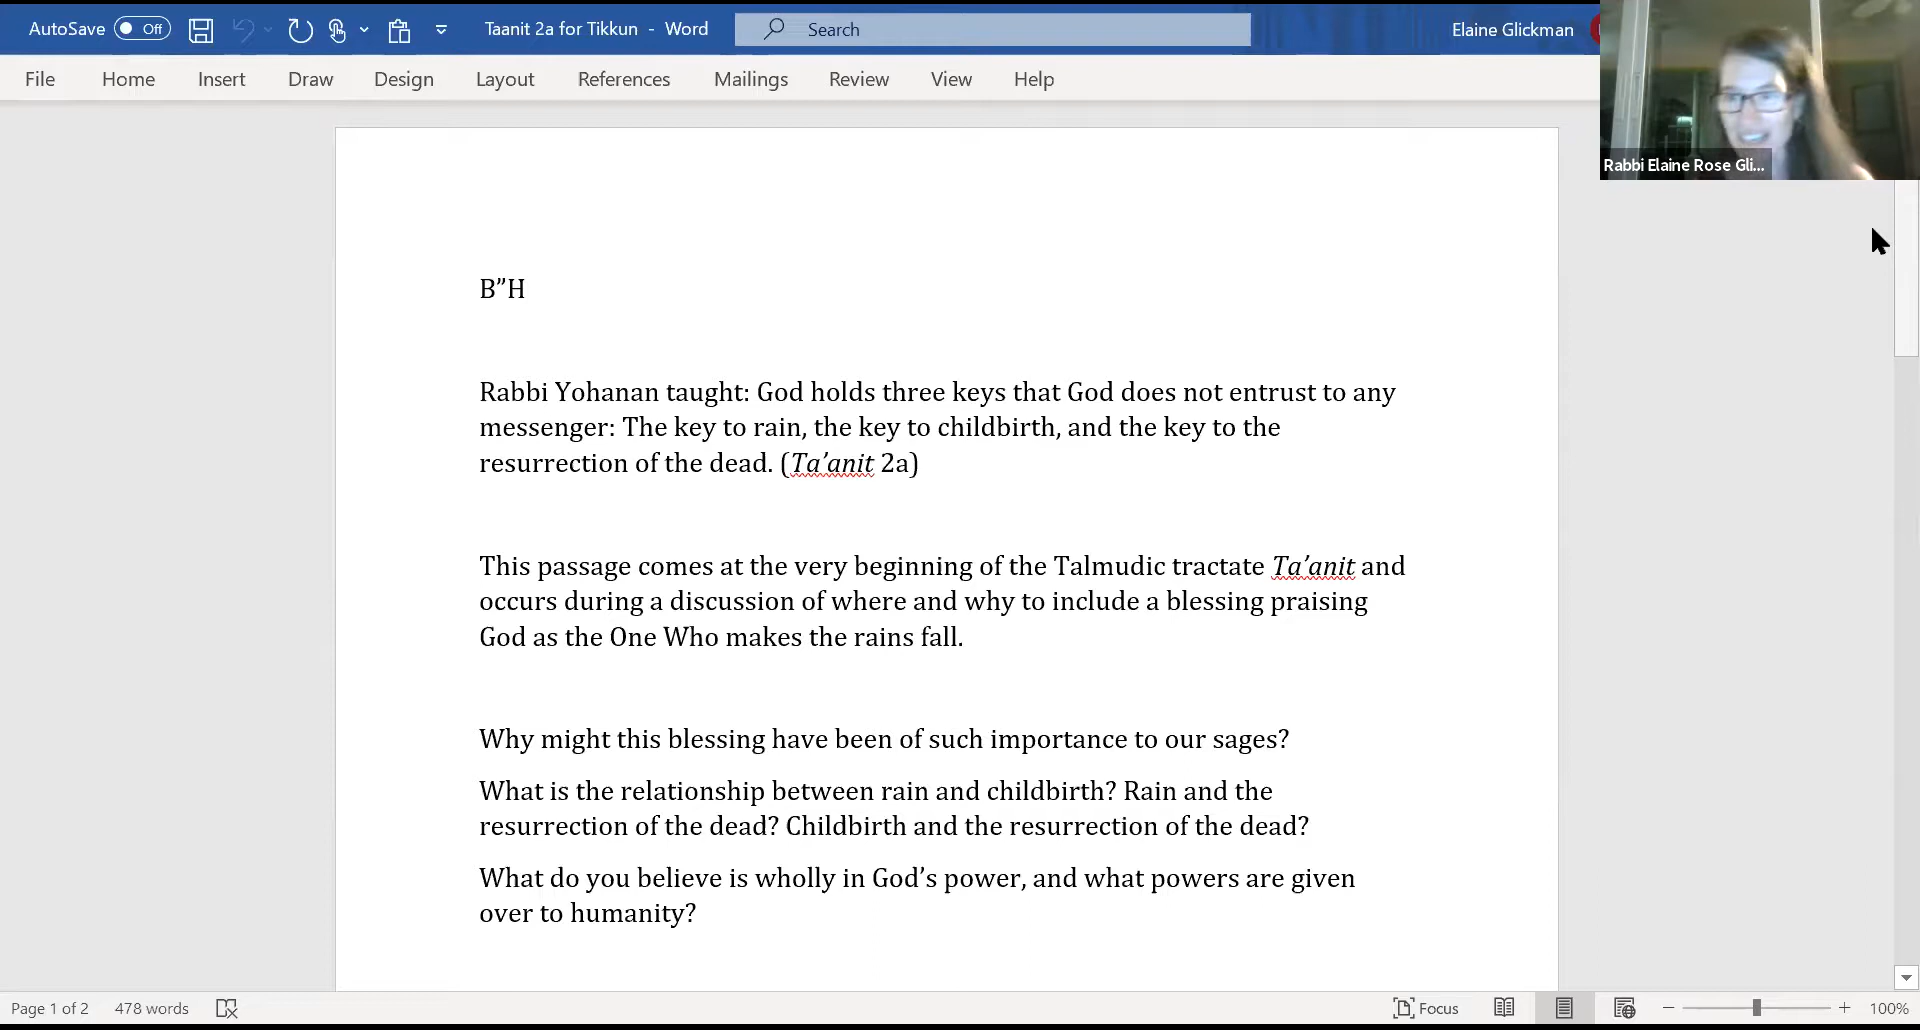 AutoSave Off Taanit 2a for Tikkun - Word Search Elaine Glickman
File Home Insert Draw Design Layout References Mailings Review View Help
Rabbi Elaine Rose Gli...
B”H
Rabbi Yohanan taught: God holds three keys that God does not entrust to any
messenger: The key to rain, the key to childbirth, and the key to the
resurrection of the dead. (Ta’anit 2a)
This passage comes at the very beginning of the Talmudic tractate Ta’anit and
occurs during a discussion of where and why to include a blessing praising
God as the One Who makes the rains fall.
Why might this blessing have been of such importance to our sages?
What is the relationship between rain and childbirth? Rain and the
resurrection of the dead? Childbirth and the resurrection of the dead?
What do you believe is wholly in God’s power, and what powers are given
over to humanity?
Page 1 of 2 478 words Focus 100%